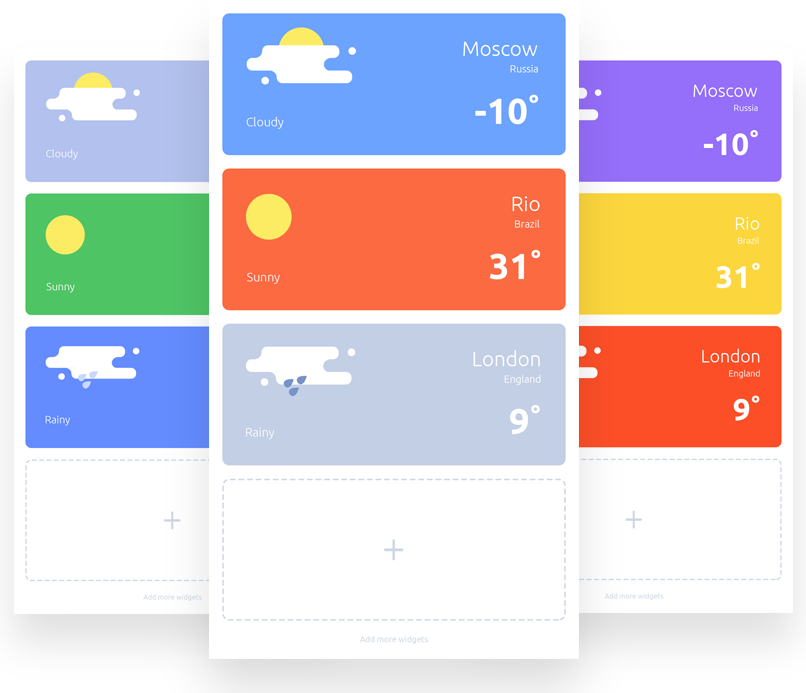 Cloudy
Sunny
Rainy
Add more widgets
Moscow
Russia
-10°
Cloudy
Rio
Brazil
31°
Sunny
London
England
9°
Rainy
Add more widgets
Moscow
Russia
-10°
Rio
Brazil
31°
London
England
9°
Add more widgets